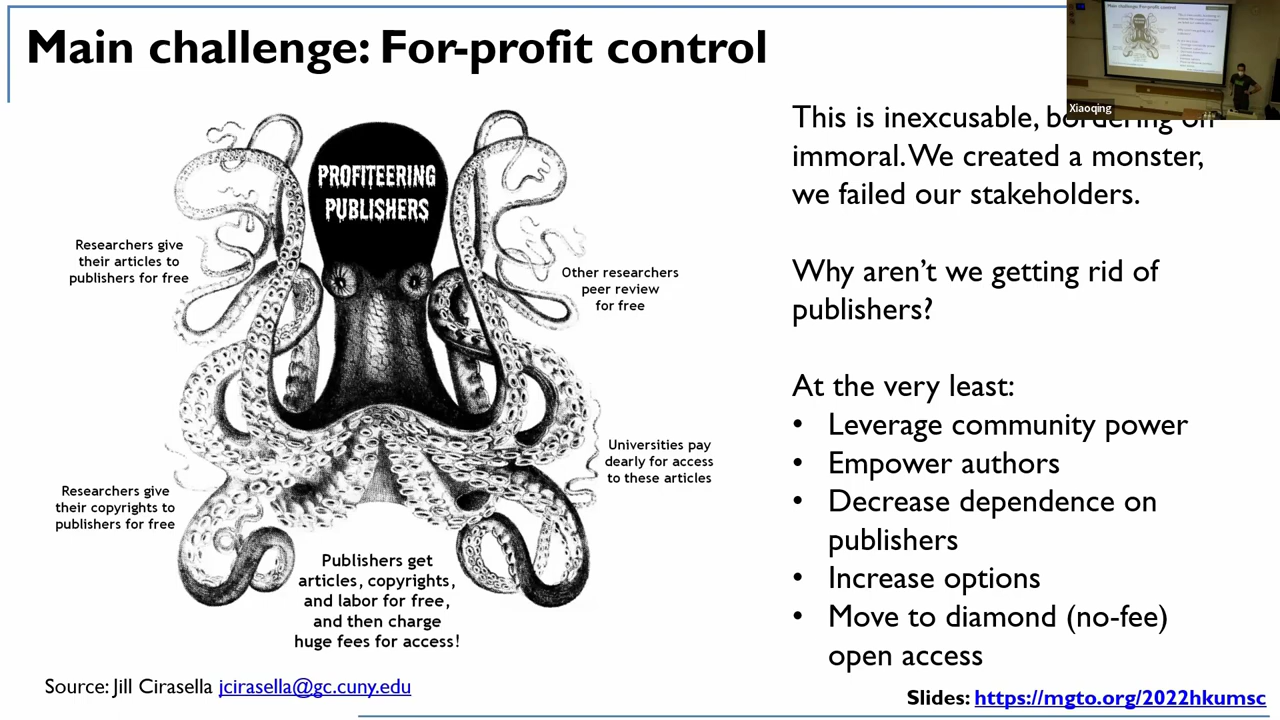 Main challenge: For-profit control
Xiaoqing
PROFITEERING
PUBLISHERS
Researchers give
their articles to
publishers for free
Other researchers
peer review
for free
Universities pay
dearly for access
to these articles
Researchers give
their copyrights to
publishers for free
Publishers get
articles, copyrights,
and labor for free,
and then charge
huge fees for access!
Source: Jill Cirasella jcirasella@gc.cuny.edu
This is inexcusable, bordering on
immoral. We created a monster,
we failed our stakeholders.
Why aren't we getting rid of
publishers?
At the very least:
• Leverage community power
• Empower authors
• Decrease dependence on
publishers
• Increase options
• Move to diamond (no-fee)
open access
Slides: https://mgto.org/2022hkumsc